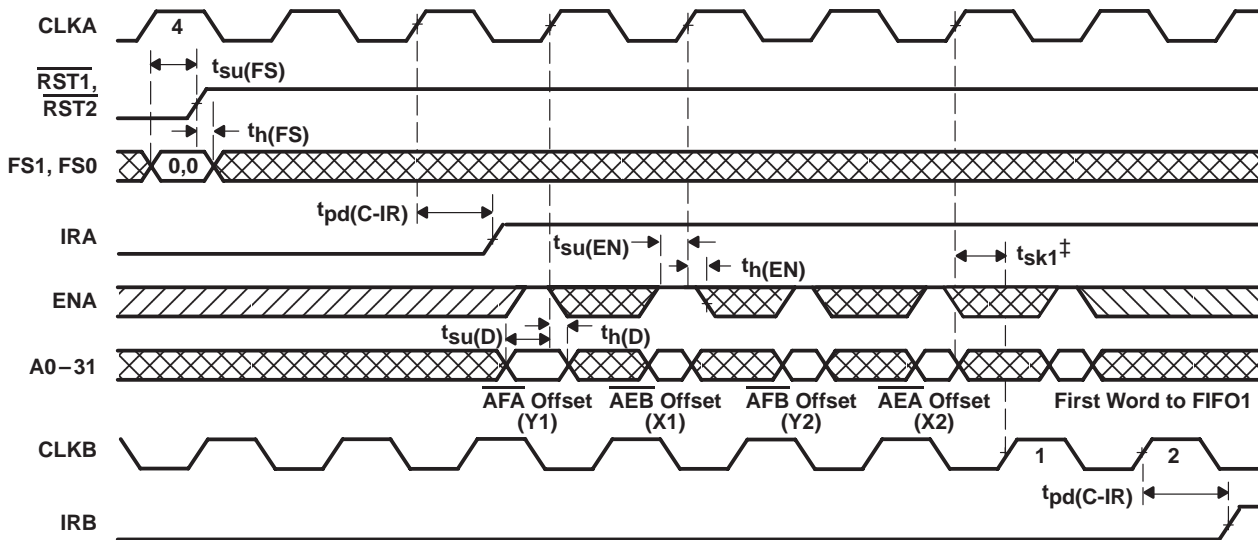 CLKA
4
tsu(FS)
RST1,
RST2
th(FS)
FS1, FS0
0,0
tpd(C-IR)
IRA
tsu(EN)
tsk1‡
th(EN)
ENA
tsu(D)
th(D)
A0–31
AFA Offset
(Y1)
AEB Offset
(X1)
AFB Offset
(Y2)
AEA Offset
(X2)
First Word to FIFO1
CLKB
1
2
tpd(C-IR)
IRB